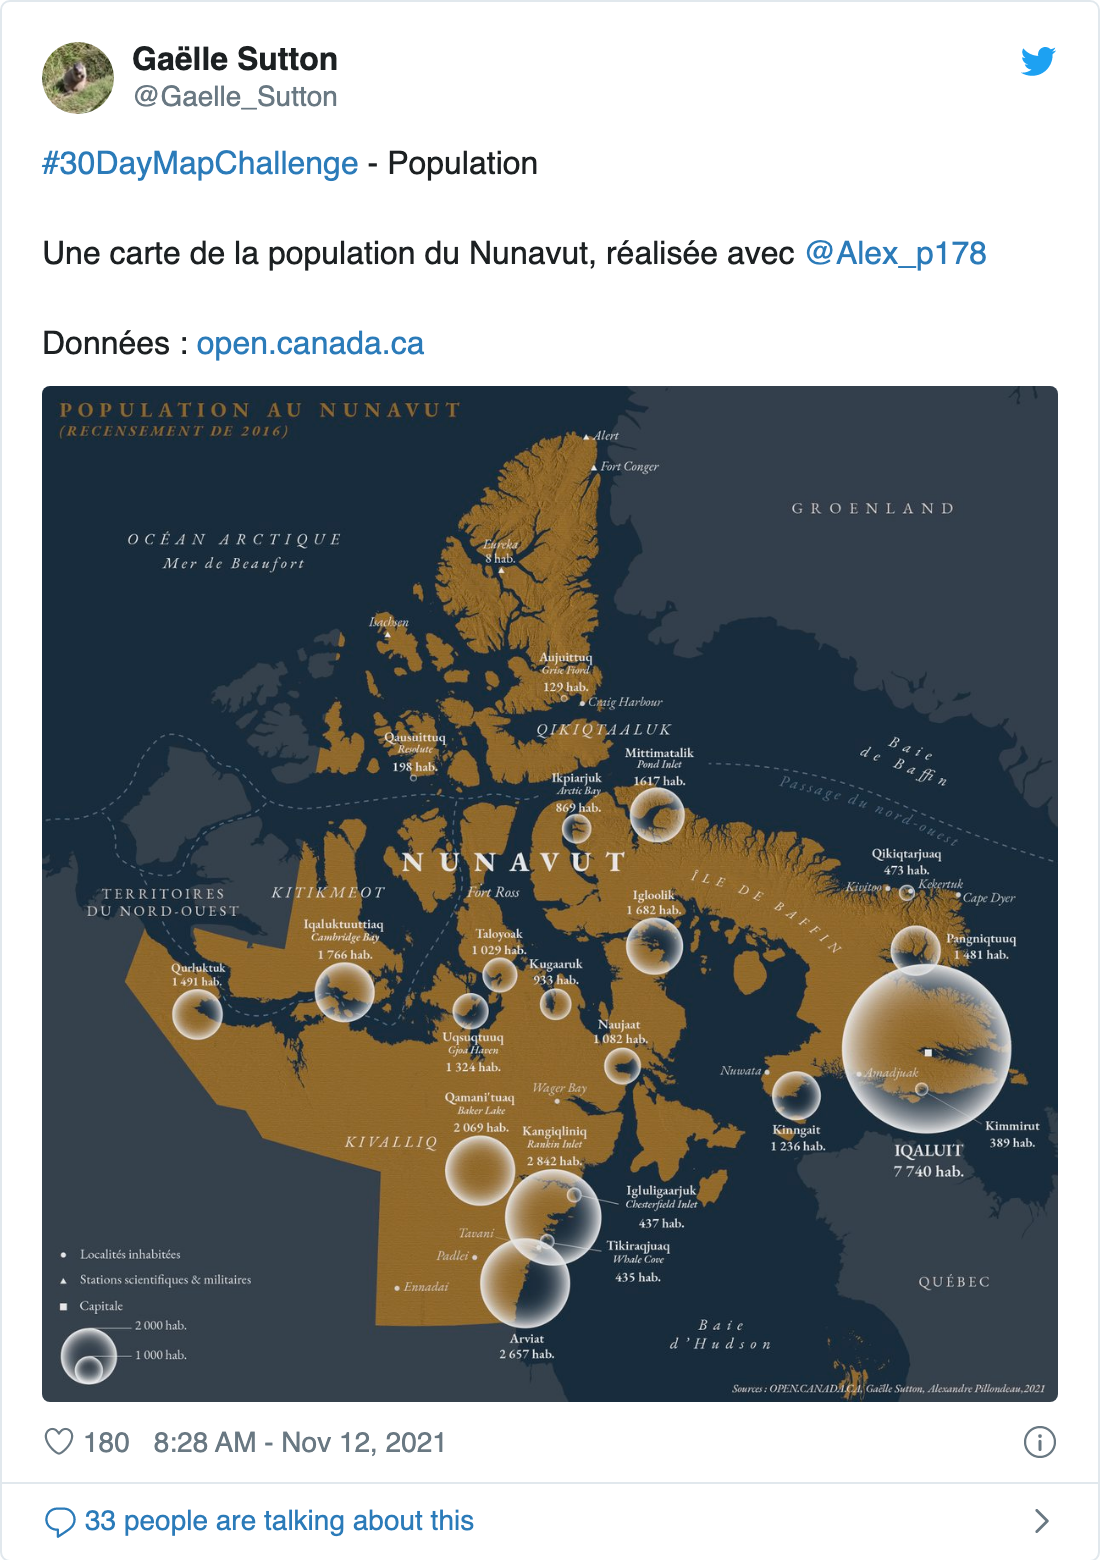 Gaëlle Sutton
@Gaelle_Sutton
#30DayMapChallenge - Population
Une carte de la population du Nunavut, réalisée avec @Alex_p178
Données : open.canada.ca
POPULATION AU NUNAVUT
(RECENSEMENT DE 2016)
Alert
Fort Conger
GROENLAND
OCÉAN ARCTIQUE
Mer de Beaufort
Eureka
8 hab.
Isachsen
Aujuittuq
Grise Fiord
129 hab.
Craig Harbour
QIKIQTAALUK
Qausuittuq
Resolute
198 hab.
Mittimatalik
Pond Inlet
1617 hab.
Baie
de Baffin
Passage du nord-ouest
Ikpiarjuk
Arctic Bay
869 hab.
NUNAVUT
Qikiqtarjuaq
473 hab.
Kivitoo
Kekertuk
Cape Dyer
ÎLE DE BAFFIN
TERRITOIRES
DU NORD-OUEST
KITIKMEOT
Fort Ross
Igloolik
1 682 hab.
Iqaluktuuttiaq
Cambridge Bay
1 766 hab.
Taloyoak
1 029 hab.
Pangniqtuuq
1 481 hab.
Qurluktuk
1 491 hab.
Kugaaruk
933 hab.
Naujaat
1 082 hab.
Uqsuqtuuq
Gjoa Haven
1 324 hab.
Nuwata
Amadjuak
Wager Bay
Qamani'tuaq
Baker Lake
2 069 hab.
Kangiqliniq
Rankin Inlet
2 842 hab.
Kinngait
1 236 hab.
Kimmirut
389 hab.
KIVALLIQ
IQALUIT
7 740 hab.
Igluligaarjuk
Chesterfield Inlet
437 hab.
Tavani
Tikiraqjuaq
Whale Cove
435 hab.
Padlei
Ennadai
QUÉBEC
Localités inhabitées
Stations scientifiques & militaires
Capitale
2 000 hab.
1 000 hab.
Arviat
2 657 hab.
Baie
d'Hudson
Sources : OPEN.CANADA.CA, Gaëlle Sutton, Alexandre Pillondeau, 2021
180 8:28 AM - Nov 12, 2021
33 people are talking about this